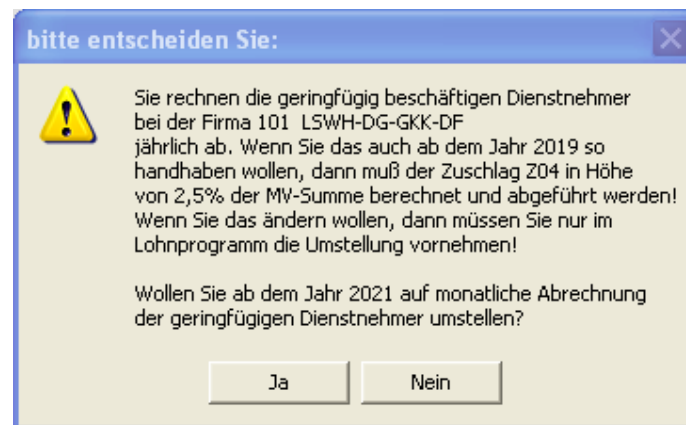 bitte entscheiden Sie:
Sie rechnen die geringfügig beschäftigen Dienstnehmer
bei der Firma 101  LSWH-DG-GKK-DF
jährlich ab. Wenn Sie das auch ab dem Jahr 2019 so
handhaben wollen, dann muß der Zuschlag Z04 in Höhe
von 2,5% der MV-Summe berechnet und abgeführt werden!
Wenn Sie das ändern wollen, dann müssen Sie nur im
Lohnprogramm die Umstellung vornehmen!
Wollen Sie ab dem Jahr 2021 auf monatliche Abrechnung
der geringfügigen Dienstnehmer umstellen?
Ja
Nein